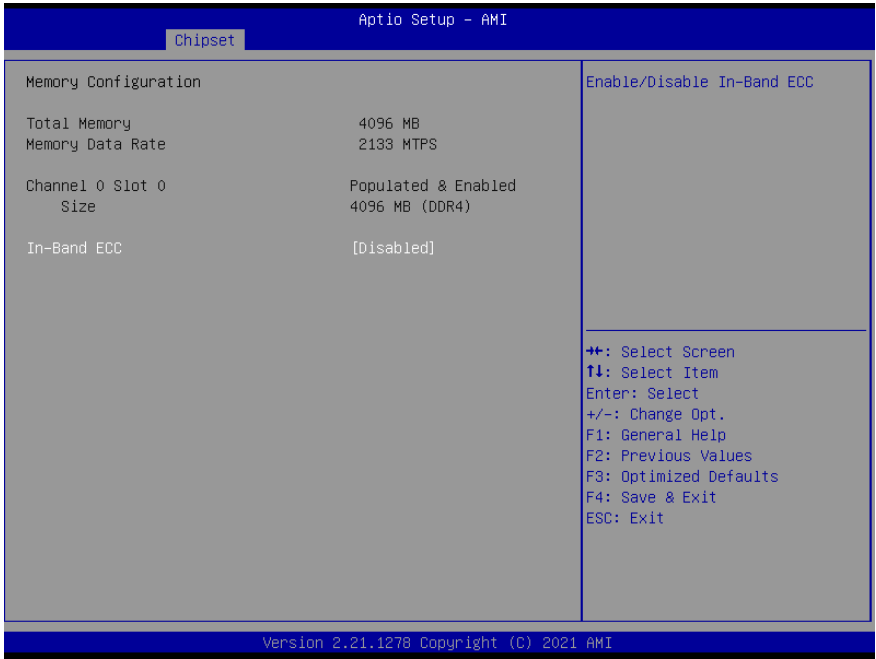 Aptio Setup – AMI
Chipset
Memory Configuration
Total Memory 4096 MB
Memory Data Rate 2133 MTPS
Channel 0 Slot 0 Populated & Enabled
Size 4096 MB (DDR4)
In-Band ECC [Disabled]
Enable/Disable In-Band ECC
→←: Select Screen
↑↓: Select Item
Enter: Select
+/-: Change Opt.
F1: General Help
F2: Previous Values
F3: Optimized Defaults
F4: Save & Exit
ESC: Exit
Version 2.21.1278 Copyright (C) 2021 AMI